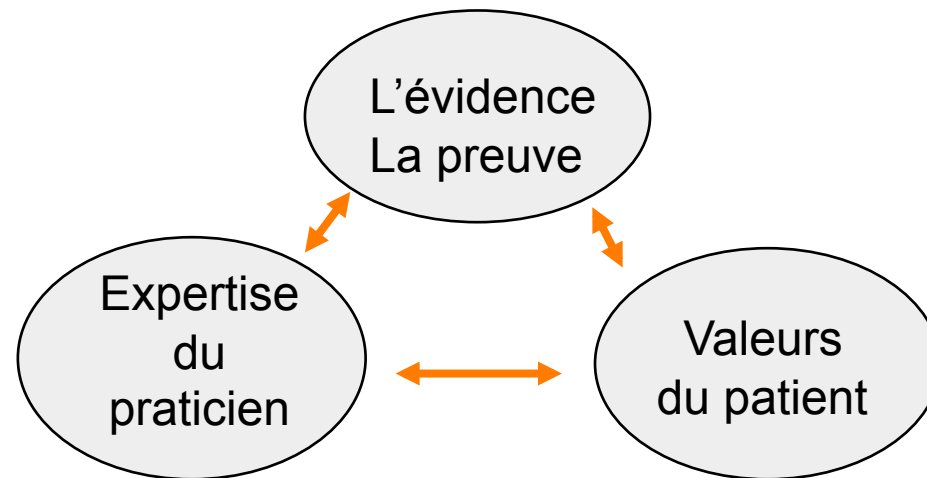 L’évidence
La preuve
Expertise
du
praticien
Valeurs
du patient